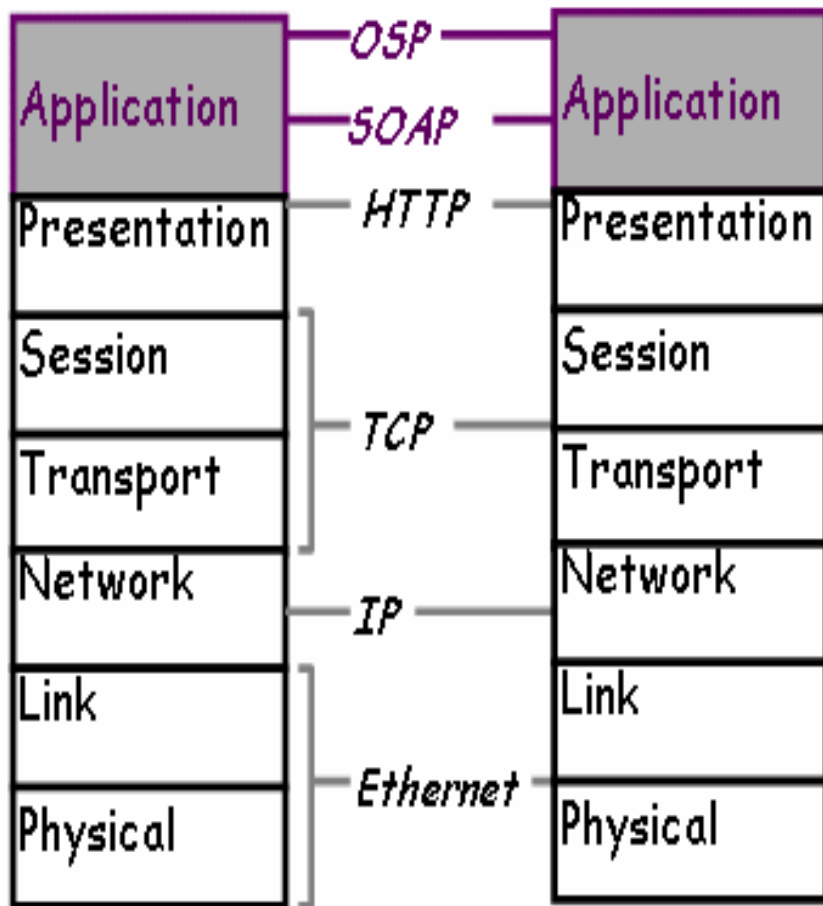 OSP
Application
Application
SOAP
HTTP
Presentation
Presentation
Session
Session
TCP
Transport
Transport
Network
Network
IP
Link
Link
Ethernet
Physical
Physical